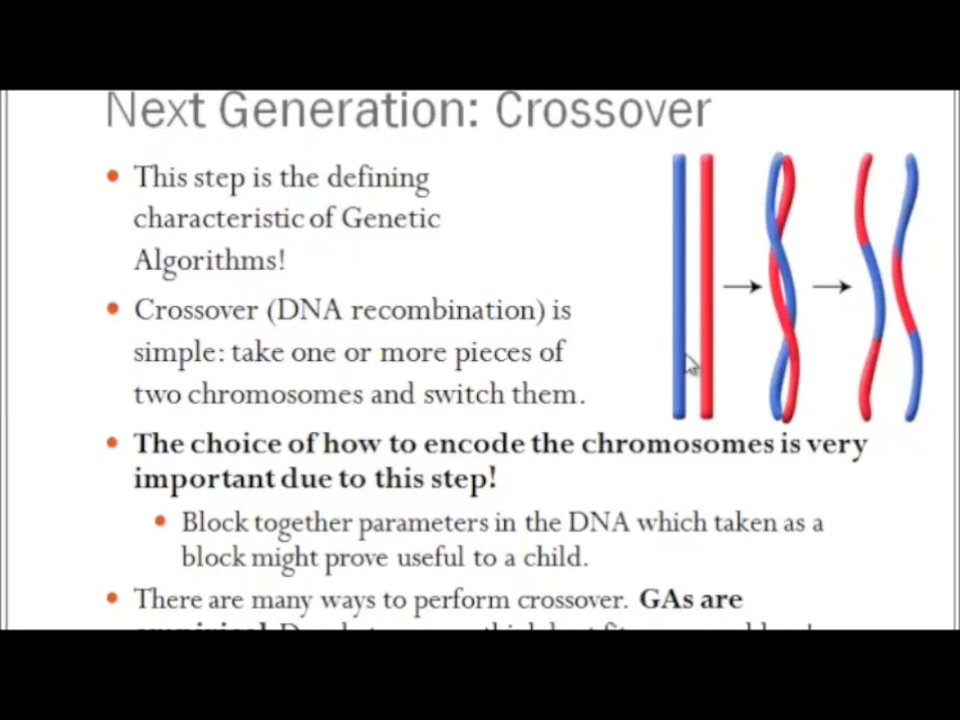 Next Generation: Crossover
• This step is the defining
characteristic of Genetic
Algorithms!
• Crossover (DNA recombination) is
simple: take one or more pieces of
two chromosomes and switch them.
• The choice of how to encode the chromosomes is very
important due to this step!
• Block together parameters in the DNA which taken as a
block might prove useful to a child.
• There are many ways to perform crossover. GAs are